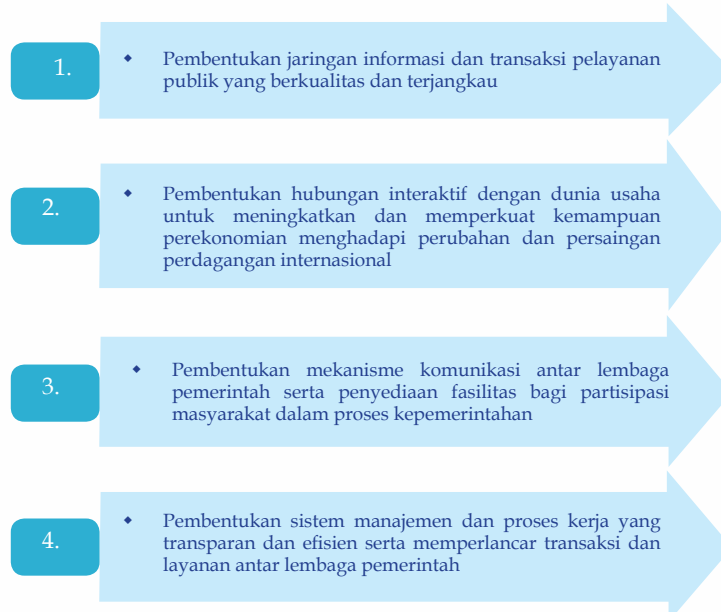 1.
◆ Pembentukan jaringan informasi dan transaksi pelayanan
publik yang berkualitas dan terjangkau
2.
◆ Pembentukan hubungan interaktif dengan dunia usaha
untuk meningkatkan dan memperkuat kemampuan
perekonomian menghadapi perubahan dan persaingan
perdagangan internasional
3.
◆ Pembentukan mekanisme komunikasi antar lembaga
pemerintah serta penyediaan fasilitas bagi partisipasi
masyarakat dalam proses kepemerintahan
4.
◆ Pembentukan sistem manajemen dan proses kerja yang
transparan dan efisien serta memperlancar transaksi dan
layanan antar lembaga pemerintah